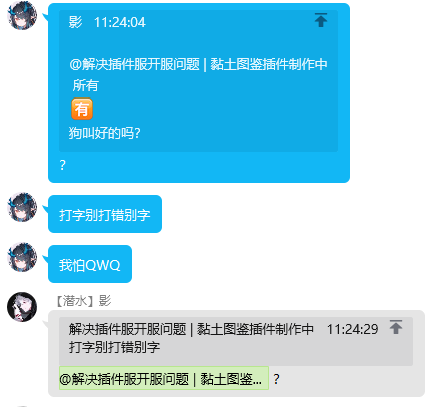 影 11:24:04
@解决插件服开服问题 | 黏土图鉴插件制作中
所有
🈶
狗叫好的吗?
?
打字别打错别字
我怕QWQ
【潜水】影
解决插件服开服问题 | 黏土图鉴插件制作中 11:24:29
打字别打错别字
@解决插件服开服问题 | 黏土图鉴... ?